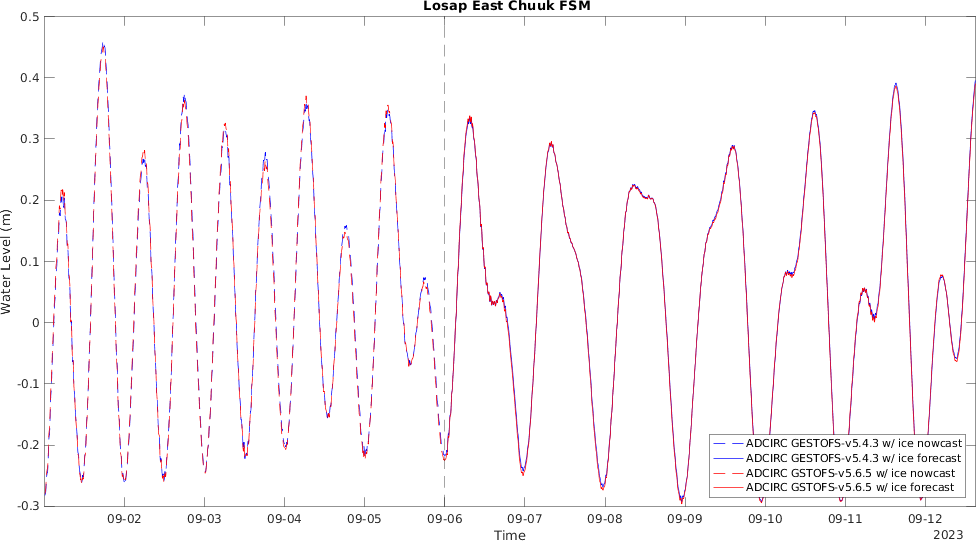 Losap East Chuuk FSM
0.5
0.4
0.3
0.2
0.1
0
-0.1
-0.2
-0.3
Water Level (m)
ADCIRC GESTOFS-v5.4.3 w/ ice nowcast
ADCIRC GESTOFS-v5.4.3 w/ ice forecast
ADCIRC GSTOFS-v5.6.5 w/ ice nowcast
ADCIRC GSTOFS-v5.6.5 w/ ice forecast
09-02 09-03 09-04 09-05 09-06 09-07 09-08 09-09 09-10 09-11 09-12
Time
2023